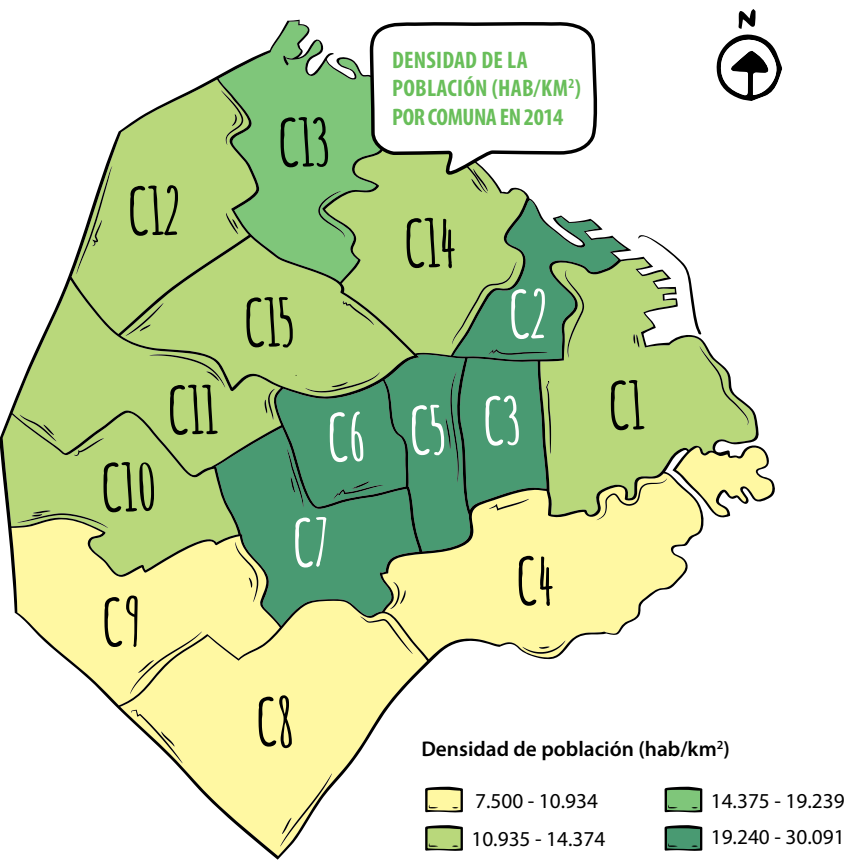 N
DENSIDAD DE LA
POBLACIÓN (HAB/KM²)
POR COMUNA EN 2014
C13
C12
C14
C15
C2
C11
C6
C5
C3
C1
C10
C7
C4
C9
C8
Densidad de población (hab/km²)
7.500 - 10.934
14.375 - 19.239
10.935 - 14.374
19.240 - 30.091